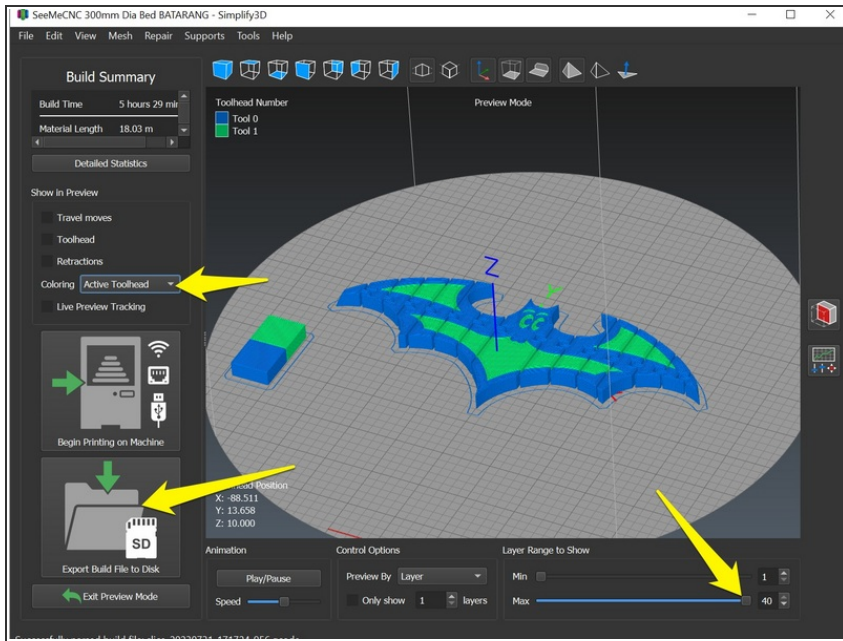 SeeMeCNC 300mm Dia Bed BATARANG - Simplify3D
File Edit View Mesh Repair Supports Tools Help
Build Summary
Build Time 5 hours 29 min
Material Length 18.03 m
Detailed Statistics
Show in Preview
Travel moves
Toolhead
Retractions
Coloring Active Toolhead
Live Preview Tracking
Begin Printing on Machine
SD
Export Build File to Disk
Exit Preview Mode
Toolhead Number
Tool 0
Tool 1
Preview Mode
Z
Y
Position
X: -88.511
Y: 13.658
Z: 10.000
Animation
Play/Pause
Speed
Control Options
Preview By Layer
Only show 1 layers
Layer Range to Show
Min 1
Max 40